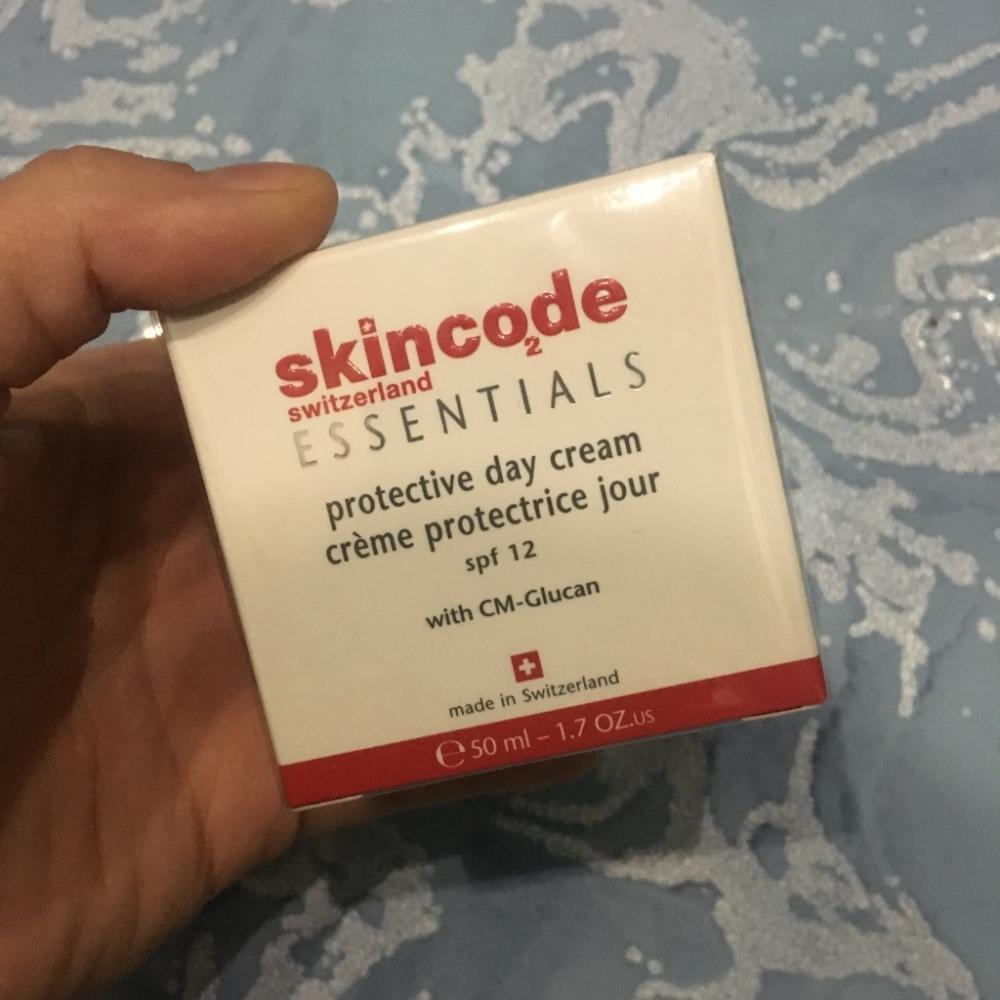 skincode
2
switzerland
ESSENTIALS
protective day cream
crème protectrice jour
spf 12
with CM-Glucan
made in Switzerland
℮ 50 ml – 1.7 OZ.US